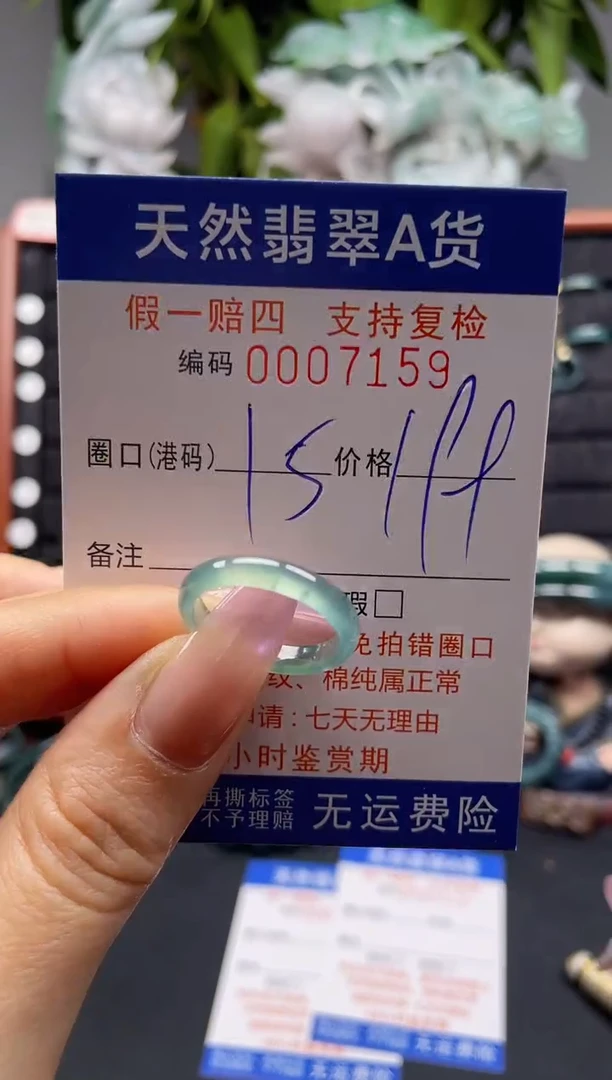 天然翡翠A货
假一赔四 支持复检
编码 0007159
圈口(港码) 15 价格
备注
瑕□
免拍错圈口
纹、棉纯属正常
申请:七天无理由
小时鉴赏期
再撕标签
不予理赔
无运费险